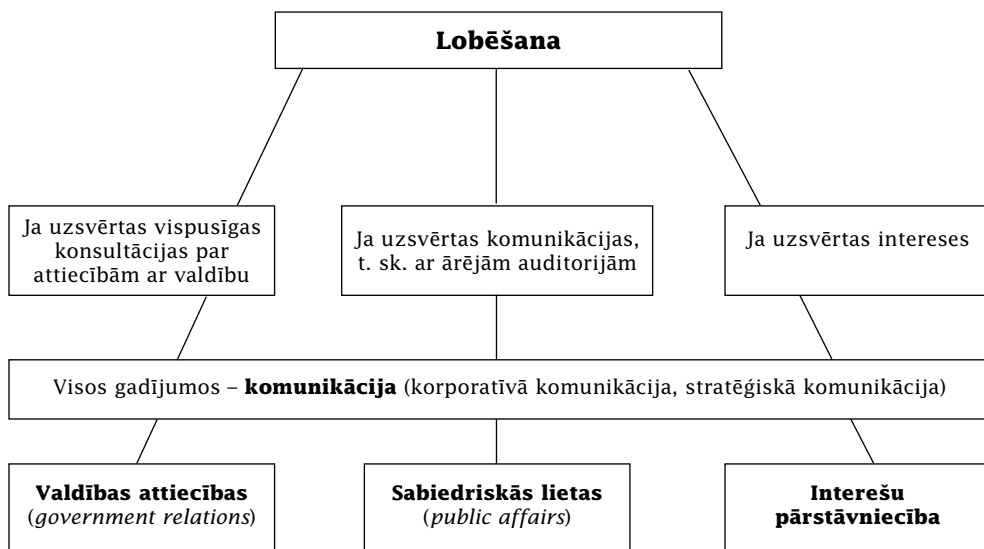 Lobēšana
Ja uzsvērtas vispusīgas
konsultācijas par
attiecībām ar valdību
Ja uzsvērtas komunikācijas,
t. sk. ar ārējām auditorijām
Ja uzsvērtas intereses
Visos gadījumos – komunikācija (korporatīvā komunikācija, stratēģiskā komunikācija)
Valdības attiecības
(government relations)
Sabiedriskās lietas
(public affairs)
Interešu
pārstāvniecība